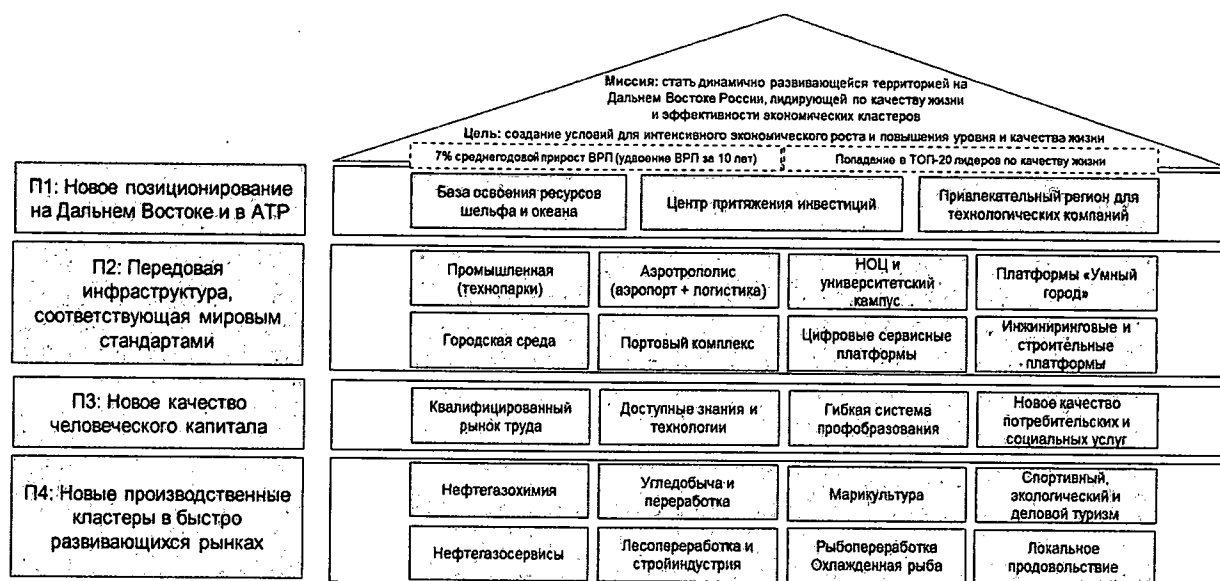 Миссия: стать динамично развивающейся территорией на
Дальнем Востоке России, лидирующей по качеству жизни
и эффективности экономических кластеров
Цель: создание условий для интенсивного экономического роста и повышения уровня и качества жизни
7% среднегодовой прирост ВРП (удвоение ВРП за 10 лет)
Попадание в ТОП-20 лидеров по качеству жизни
П1: Новое позиционирование
на Дальнем Востоке и в АТР
База освоения ресурсов
шельфа и океана
Центр притяжения инвестиций
Привлекательный регион для
технологических компаний
П2: Передовая
инфраструктура,
соответствующая мировым
стандартами
Промышленная
(технопарки)
Аэротрополис
(аэропорт + логистика)
НОЦ и
университетский
кампус
Платформы «Умный
город»
Городская среда
Портовый комплекс
Цифровые сервисные
платформы
Инжиниринговые и
строительные
платформы
П3: Новое качество
человеческого капитала
Квалифицированный
рынок труда
Доступные знания и
технологии
Гибкая система
профобразования
Новое качество
потребительских и
социальных услуг
П4: Новые производственные
кластеры в быстро
развивающихся рынках
Нефтегазохимия
Угледобыча и
переработка
Марикультура
Спортивный,
экологический и
деловой туризм
Нефтегазосервисы
Лесопереработка и
стройиндустрия
Рыбопереработка
Охлажденная рыба
Локальное
продовольствие